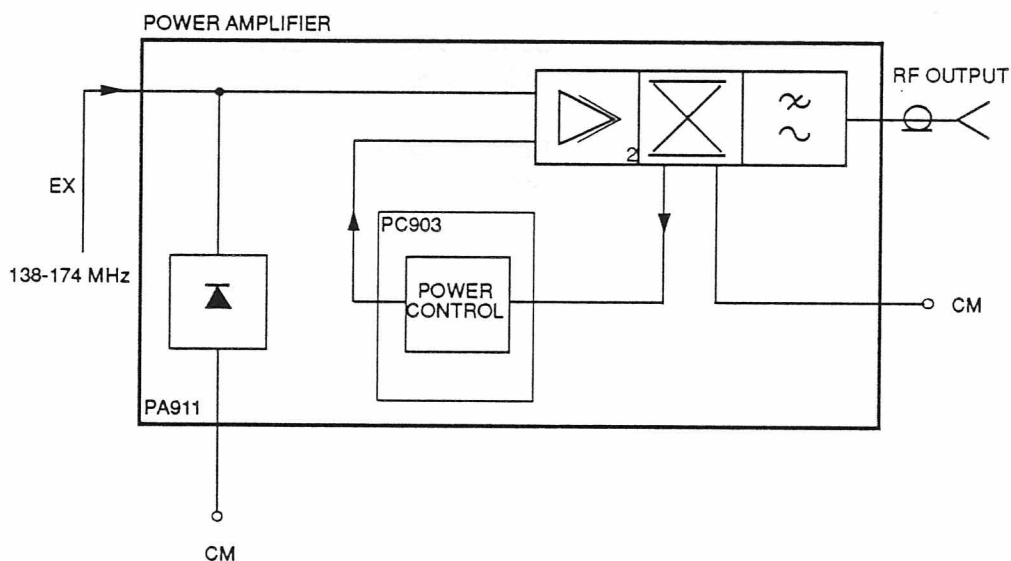 POWER AMPLIFIER
RF OUTPUT
2
EX
PC903
138-174 MHz
POWER
CONTROL
CM
PA911
CM